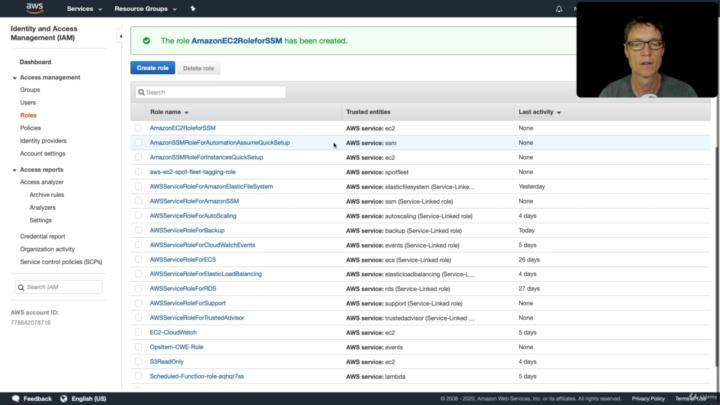 aws
Services
Resource Groups
Identity and Access
Management (IAM)
Dashboard
Access management
Groups
Users
Roles
Policies
Identity providers
Account settings
Access reports
Access analyzer
Archive rules
Analyzers
Settings
Credential report
Organization activity
Service control policies (SCPs)
Search IAM
AWS account ID:
778642078716
The role AmazonEC2RoleforSSM has been created.
Create role
Delete role
Search
Role name Trusted entities Last activity
AmazonEC2RoleforSSM AWS service: ec2 None
AmazonSSMRoleForAutomationAssumeQuickSetup AWS service: ssm None
AmazonSSMRoleForInstancesQuickSetup AWS service: ec2 None
aws-ec2-spot-fleet-tagging-role AWS service: spotfleet None
AWSServiceRoleForAmazonElasticFileSystem AWS service: elasticfilesystem (Service-Linke... Yesterday
AWSServiceRoleForAmazonSSM AWS service: ssm (Service-Linked role) None
AWSServiceRoleForAutoScaling AWS service: autoscaling (Service-Linked role) 4 days
AWSServiceRoleForBackup AWS service: backup (Service-Linked role) Today
AWSServiceRoleForCloudWatchEvents AWS service: events (Service-Linked role) 5 days
AWSServiceRoleForECS AWS service: ecs (Service-Linked role) 26 days
AWSServiceRoleForElasticLoadBalancing AWS service: elasticloadbalancing (Service-L... 4 days
AWSServiceRoleForRDS AWS service: rds (Service-Linked role) 27 days
AWSServiceRoleForSupport AWS service: support (Service-Linked role) None
AWSServiceRoleForTrustedAdvisor AWS service: trustedadvisor (Service-Linked ... None
EC2-CloudWatch AWS service: ec2 5 days
OpsItem-CWE-Role AWS service: events None
S3ReadOnly AWS service: ec2 4 days
Scheduled-Function-role-aqhqr7ss AWS service: lambda 5 days
Feedback
English (US)
© 2008 - 2020, Amazon Web Services, Inc. or its affiliates. All rights reserved.
Privacy Policy
Terms of Use